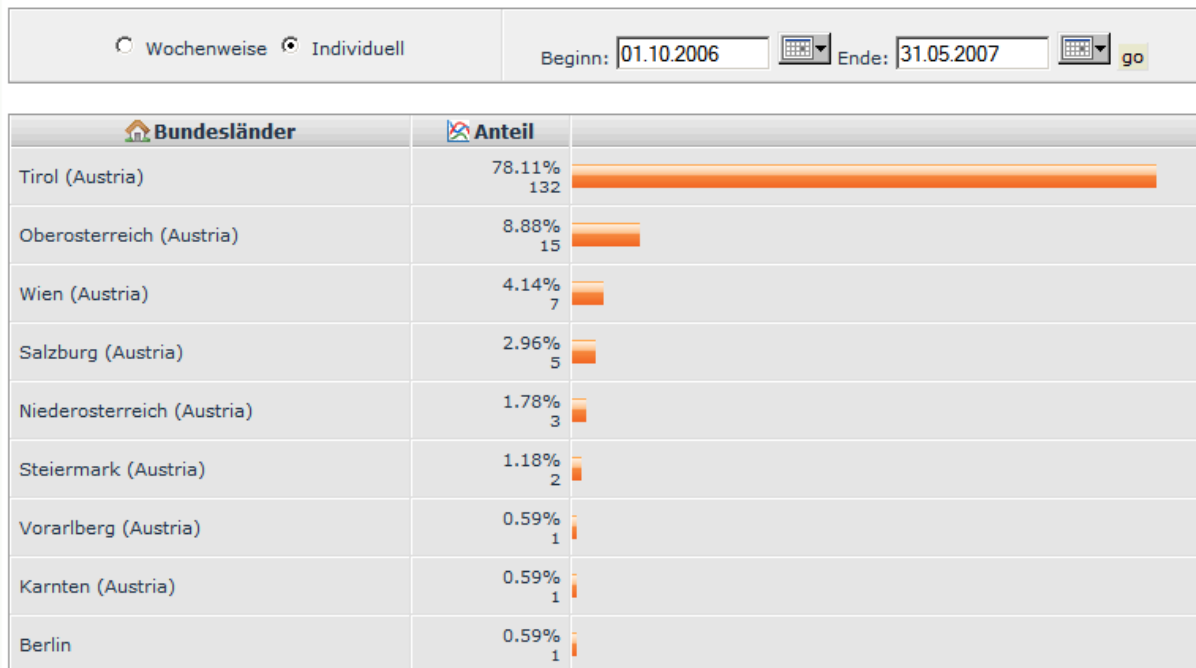 Wochenweise Individuell Beginn: 01.10.2006 Ende: 31.05.2007 go
Bundesländer Anteil
Tirol (Austria) 78.11%
132
Oberosterreich (Austria) 8.88%
15
Wien (Austria) 4.14%
7
Salzburg (Austria) 2.96%
5
Niederosterreich (Austria) 1.78%
3
Steiermark (Austria) 1.18%
2
Vorarlberg (Austria) 0.59%
1
Karnten (Austria) 0.59%
1
Berlin 0.59%
1